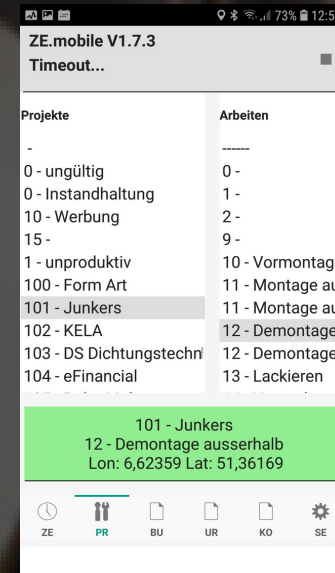 73% 12:5
ZE.mobile V1.7.3
Timeout...
Projekte
-
0 - ungültig
0 - Instandhaltung
10 - Werbung
15 -
1 - unproduktiv
100 - Form Art
101 - Junkers
102 - KELA
103 - DS Dichtungstechn
104 - eFinancial
Arbeiten
------
0 -
1 -
2 -
9 -
10 - Vormontag
11 - Montage au
11 - Montage au
12 - Demontage
12 - Demontage
13 - Lackieren
101 - Junkers
12 - Demontage ausserhalb
Lon: 6,62359 Lat: 51,36169
ZE PR BU UR KO SE